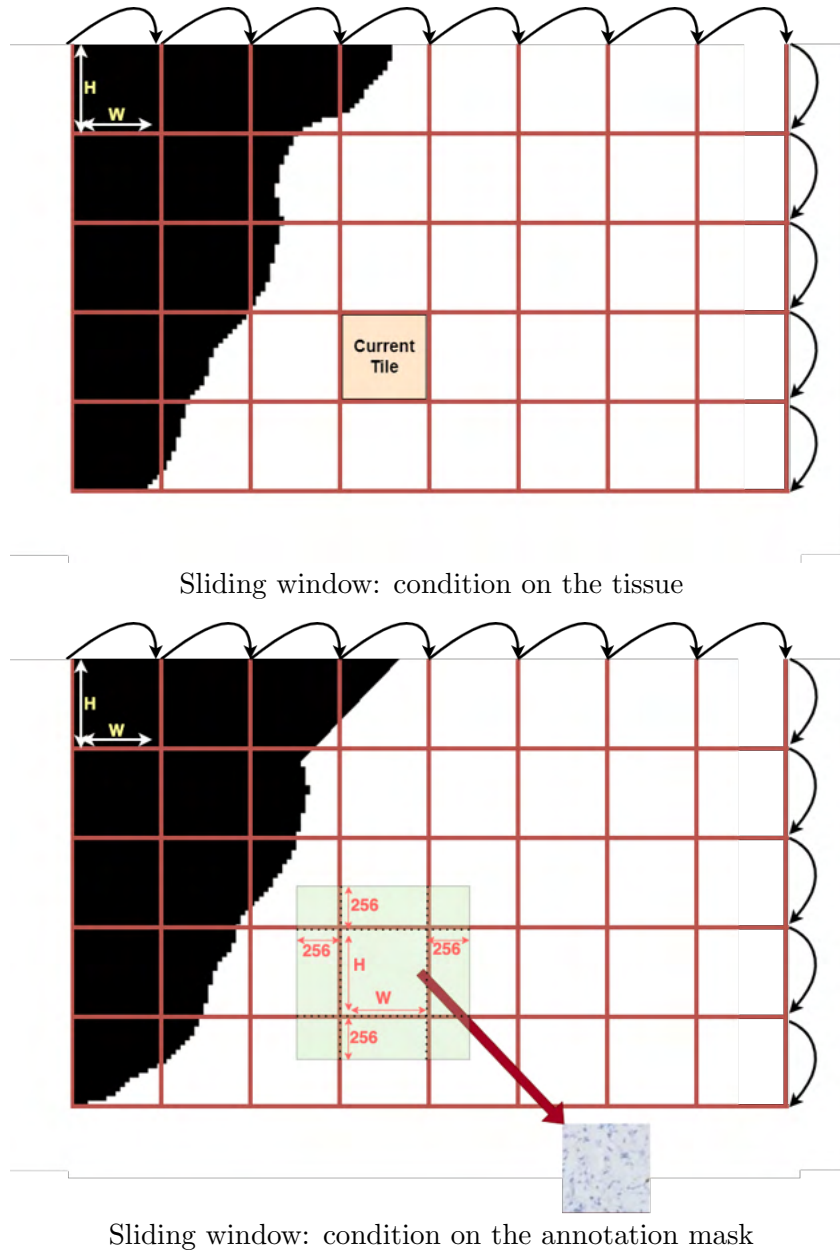 H
W
Current
Tile
Sliding window: condition on the tissue
H
W
256
256
256
H
W
256
Sliding window: condition on the annotation mask